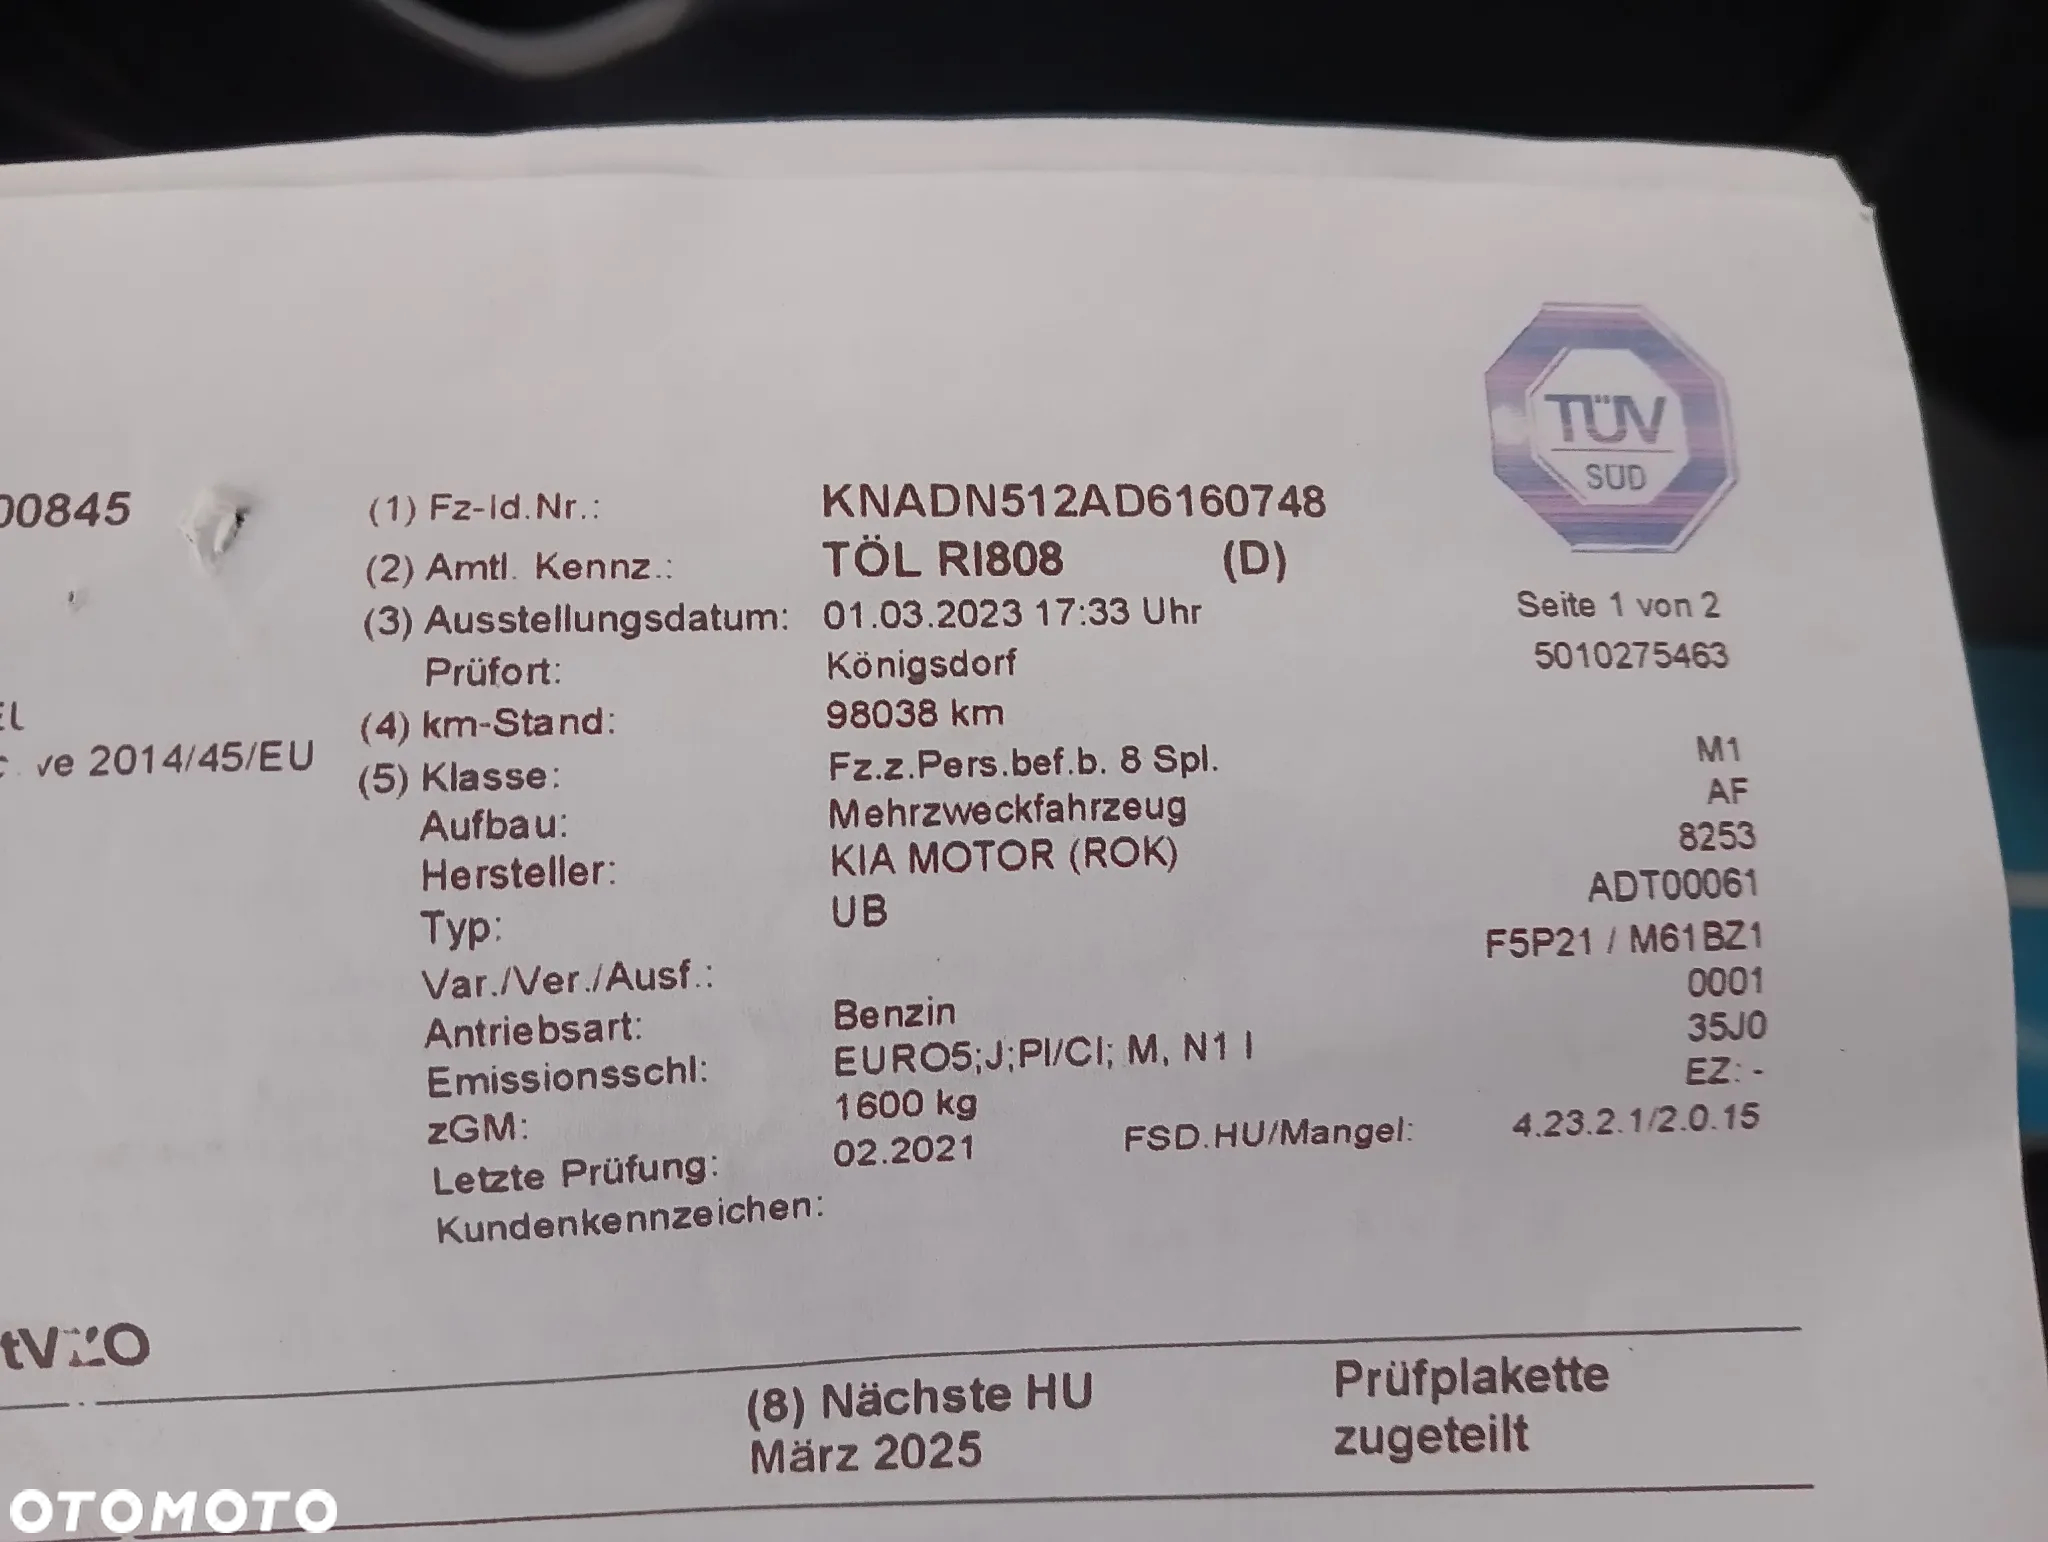 TÜV
SÜD
00845
(1) Fz-Id.Nr.: KNADN512AD6160748
(2) Amtl. Kennz.: TÖL RI808 (D)
(3) Ausstellungsdatum: 01.03.2023 17:33 Uhr
Seite 1 von 2
Prüfort: Königsdorf
5010275463
(4) km-Stand: 98038 km
ve 2014/45/EU
(5) Klasse: Fz.z.Pers.bef.b. 8 Spl. M1
Aufbau: Mehrzweckfahrzeug AF
Hersteller: KIA MOTOR (ROK) 8253
Typ: UB ADT00061
Var./Ver./Ausf.: F5P21 / M61BZ1
Antriebsart: Benzin 0001
Emissionsschl: EURO5;J;PI/CI; M, N1 I 35J0
zGM: 1600 kg EZ: -
Letzte Prüfung: 02.2021 FSD.HU/Mangel: 4.23.2.1/2.0.15
Kundenkennzeichen:
tVZO
(8) Nächste HU
März 2025
Prüfplakette
zugeteilt
OTOMOTO